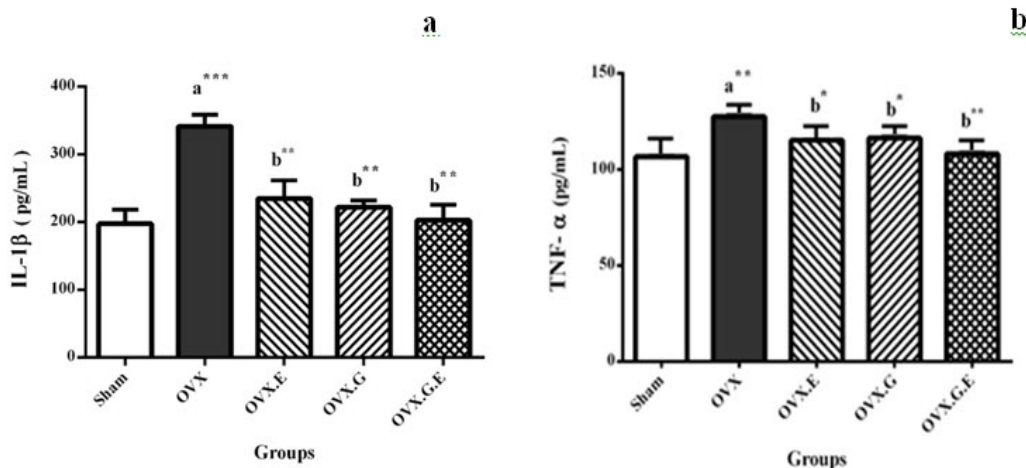 a
IL-1β ( pg/mL )
400
300
200
100
0
a***
b**
b**
b**
Sham
OVX
OVX.E
OVX.G
OVX.G.E
Groups
b
TNF- α (pg/mL)
150
100
50
0
a**
b*
b*
b**
Sham
OVX
OVX.E
OVX.G
OVX.G.E
Groups